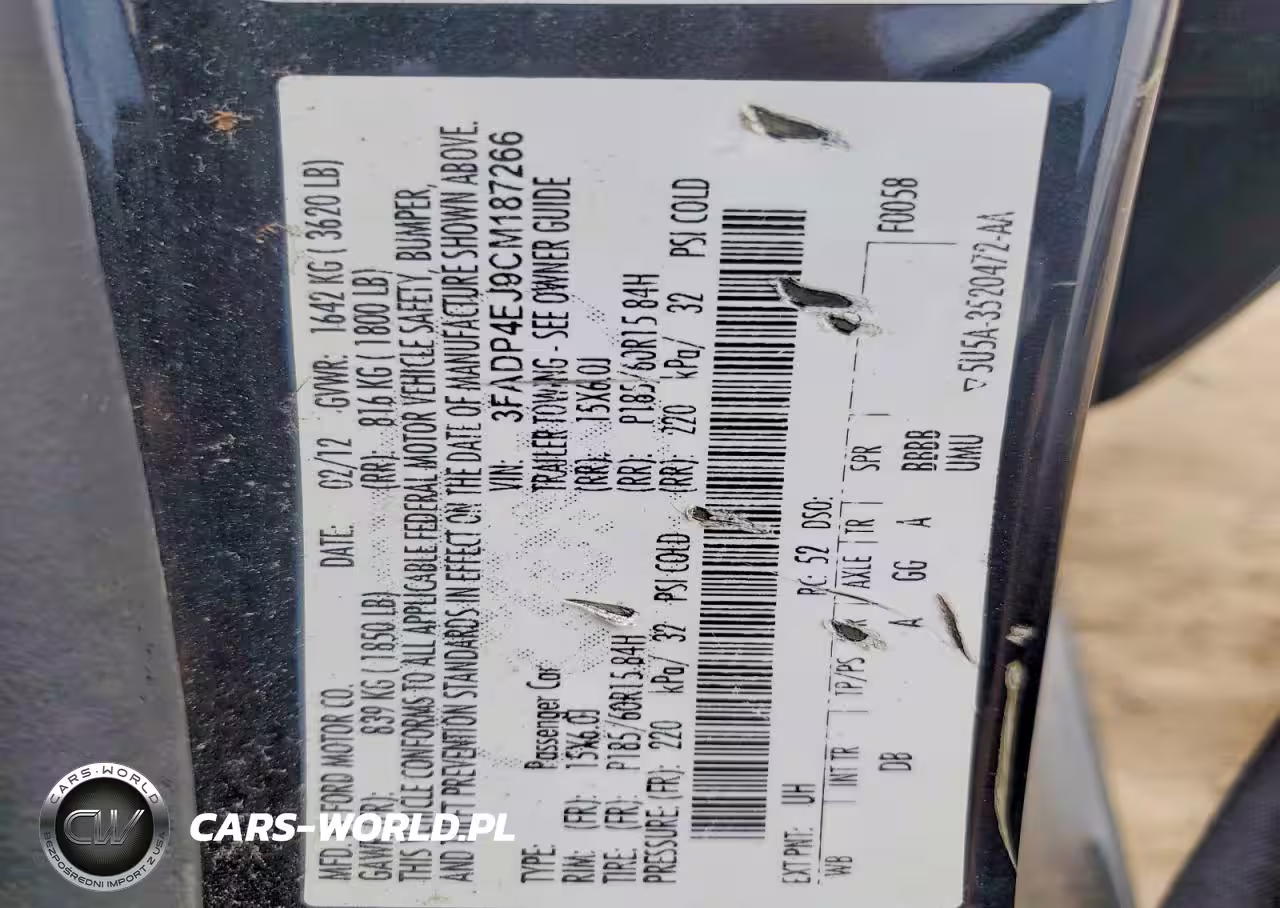 MFD. BY FORD MOTOR CO. DATE: 02/12 GVWR: 1642 KG ( 3620 LB)
GAWR(FR): 839 KG ( 1850 LB) (RR): 816 KG ( 1800 LB)
THIS VEHICLE CONFORMS TO ALL APPLICABLE FEDERAL MOTOR VEHICLE SAFETY, BUMPER,
AND THEFT PREVENTION STANDARDS IN EFFECT ON THE DATE OF MANUFACTURE SHOWN ABOVE.
VIN: 3FADP4EJ9CM187266
TYPE: Passenger Car TRAILER TOWING - SEE OWNER GUIDE
RIM: (FR): 15X6.0J (RR): 15X6.0J
TIRE: (FR): P185/60R15 84H (RR): P185/60R15 84H
PRESSURE: (FR): 220 kPa/ 32 PSI COLD (RR): 220 kPa/ 32 PSI COLD
EXT PNT: UH RC: 52 DSO: F0058
WB INT TR TP/PS R AXLE TR SPR
DB A GG A BBBB
UMU
▽5U5A-3520472-AA
CARS-WORLD
CW
BEZPOŚREDNI IMPORT Z USA
CARS-WORLD.PL